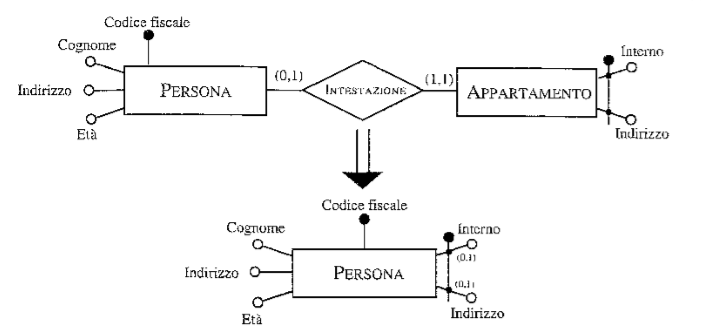 Codice fiscale
Cognome
Interno
Indirizzo
PERSONA
(0,1)
INTESTAZIONE
(1,1)
APPARTAMENTO
Età
Indirizzo
Codice fiscale
Cognome
Interno
(0,1)
Indirizzo
PERSONA
(0,1)
Età
Indirizzo